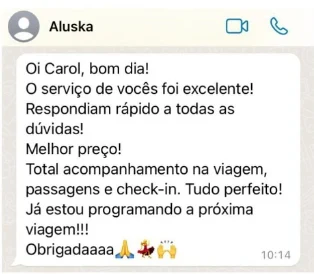 Aluska
Oi Carol, bom dia!
O serviço de vocês foi excelente!
Respondiam rápido a todas as
dúvidas!
Melhor preço!
Total acompanhamento na viagem,
passagens e check-in. Tudo perfeito!
Já estou programando a próxima
viagem!!!
Obrigadaaaa🙏💃🙌
10:14